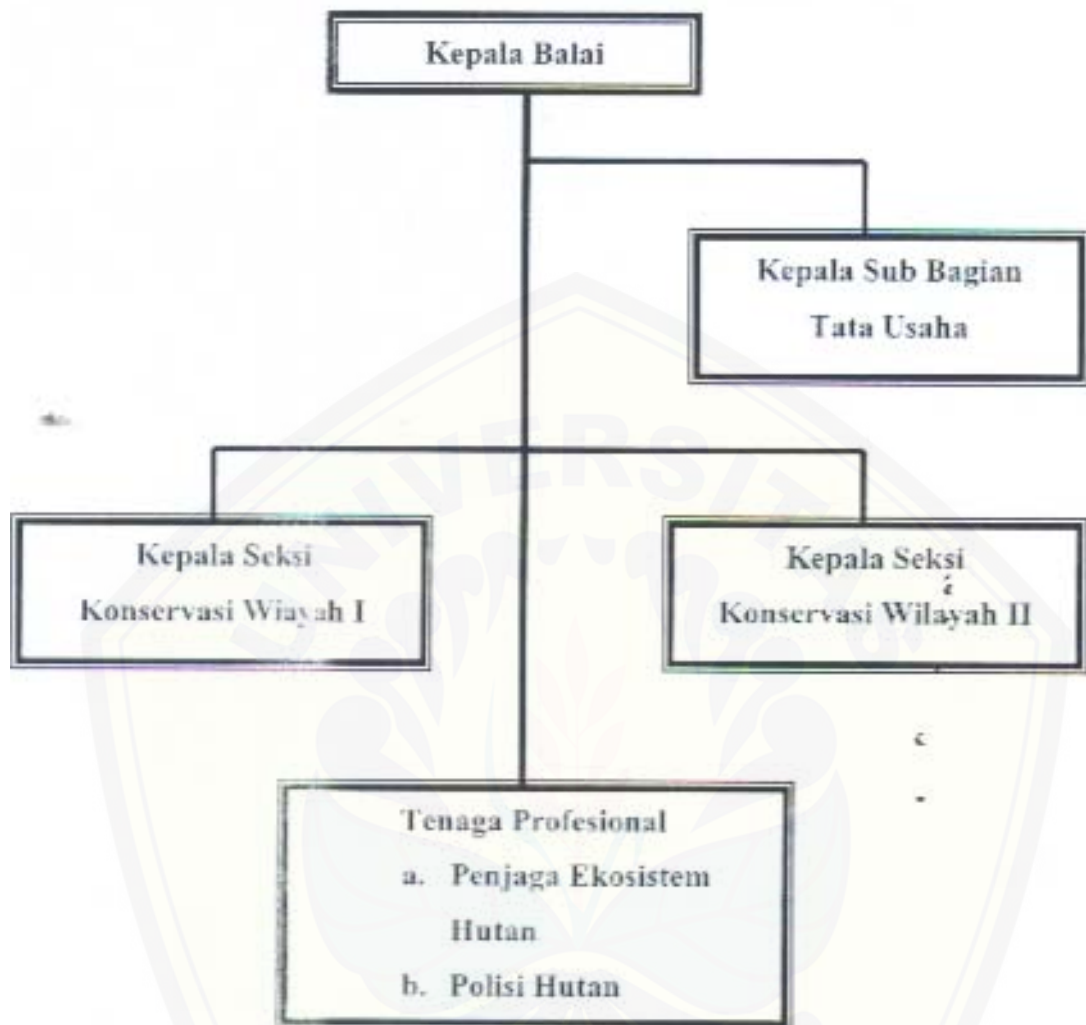 Kepala Balai
Kepala Sub Bagian
Tata Usaha
UNIVERSITAS
Kepala Seksi
Konservasi Wiayah I
Kepala Seksi
Konservasi Wilayah II
Tenaga Profesional
a. Penjaga Ekosistem
Hutan
b. Polisi Hutan